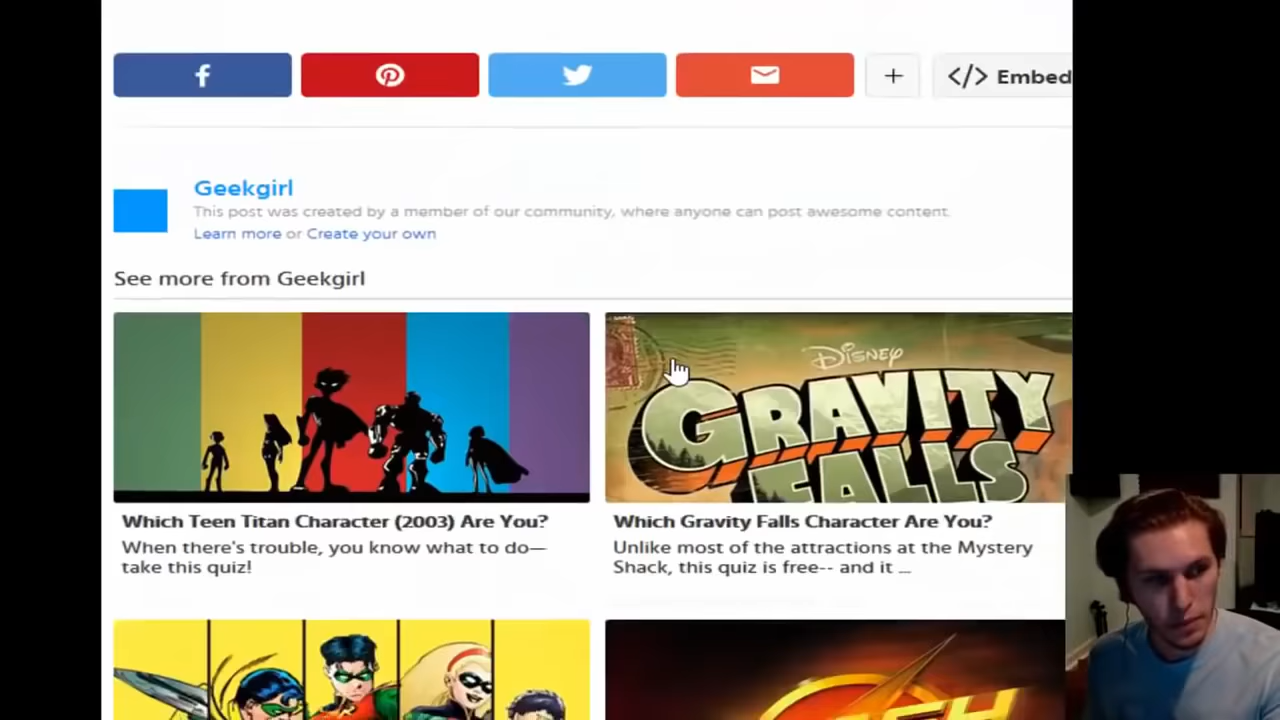 f
</> Embed
Geekgirl
This post was created by a member of our community, where anyone can post awesome content.
Learn more or Create your own
See more from Geekgirl
DISNEY
GRAVITY
FALLS
Which Teen Titan Character (2003) Are You?
When there's trouble, you know what to do—
take this quiz!
Which Gravity Falls Character Are You?
Unlike most of the attractions at the Mystery
Shack, this quiz is free-- and it ...